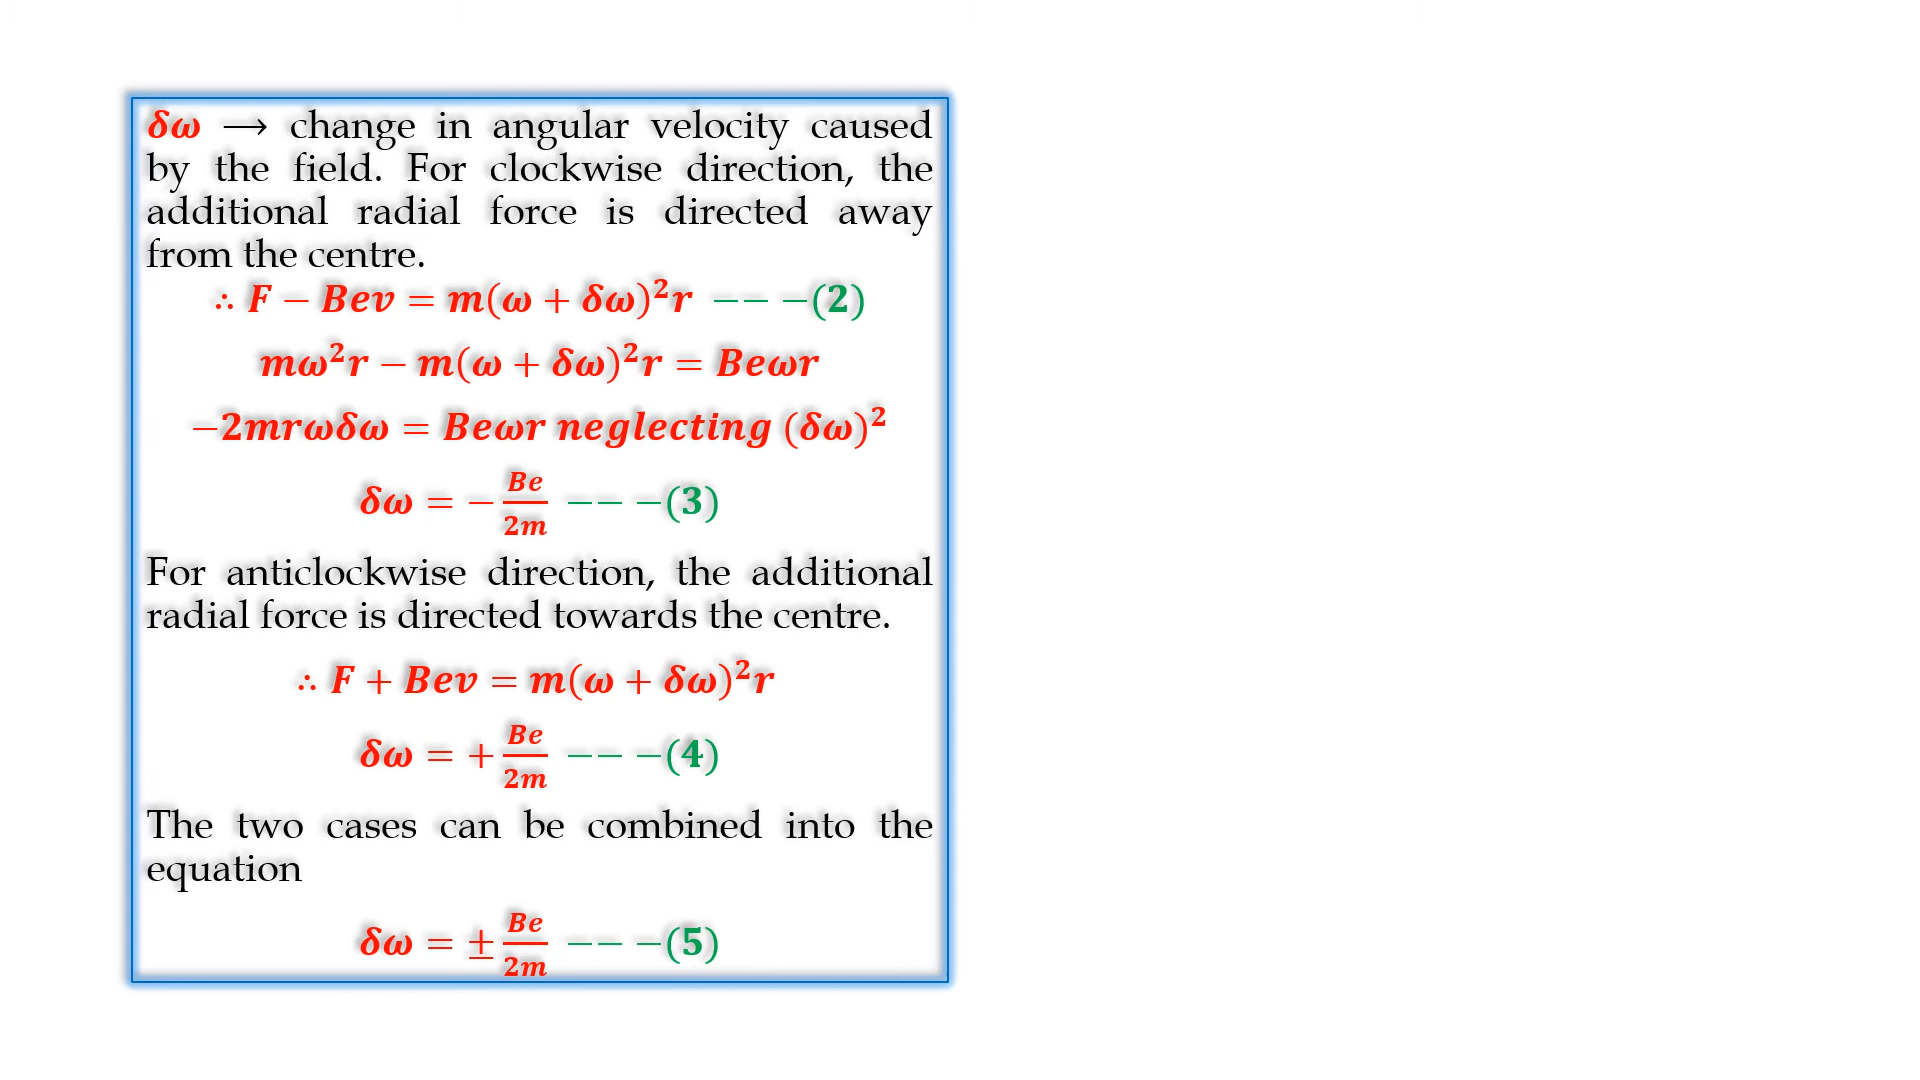 δω ⟶ change in angular velocity caused
by the field. For clockwise direction, the
additional radial force is directed away
from the centre.
∴ F − Bev = m(ω + δω)²r −− −(2)
mω²r − m(ω + δω)²r = Beωr
−2mrωδω = Beωr neglecting (δω)²
δω = − Be/2m −− −(3)
For anticlockwise direction, the additional
radial force is directed towards the centre.
∴ F + Bev = m(ω + δω)²r
δω = + Be/2m −− −(4)
The two cases can be combined into the
equation
δω = ± Be/2m −− −(5)